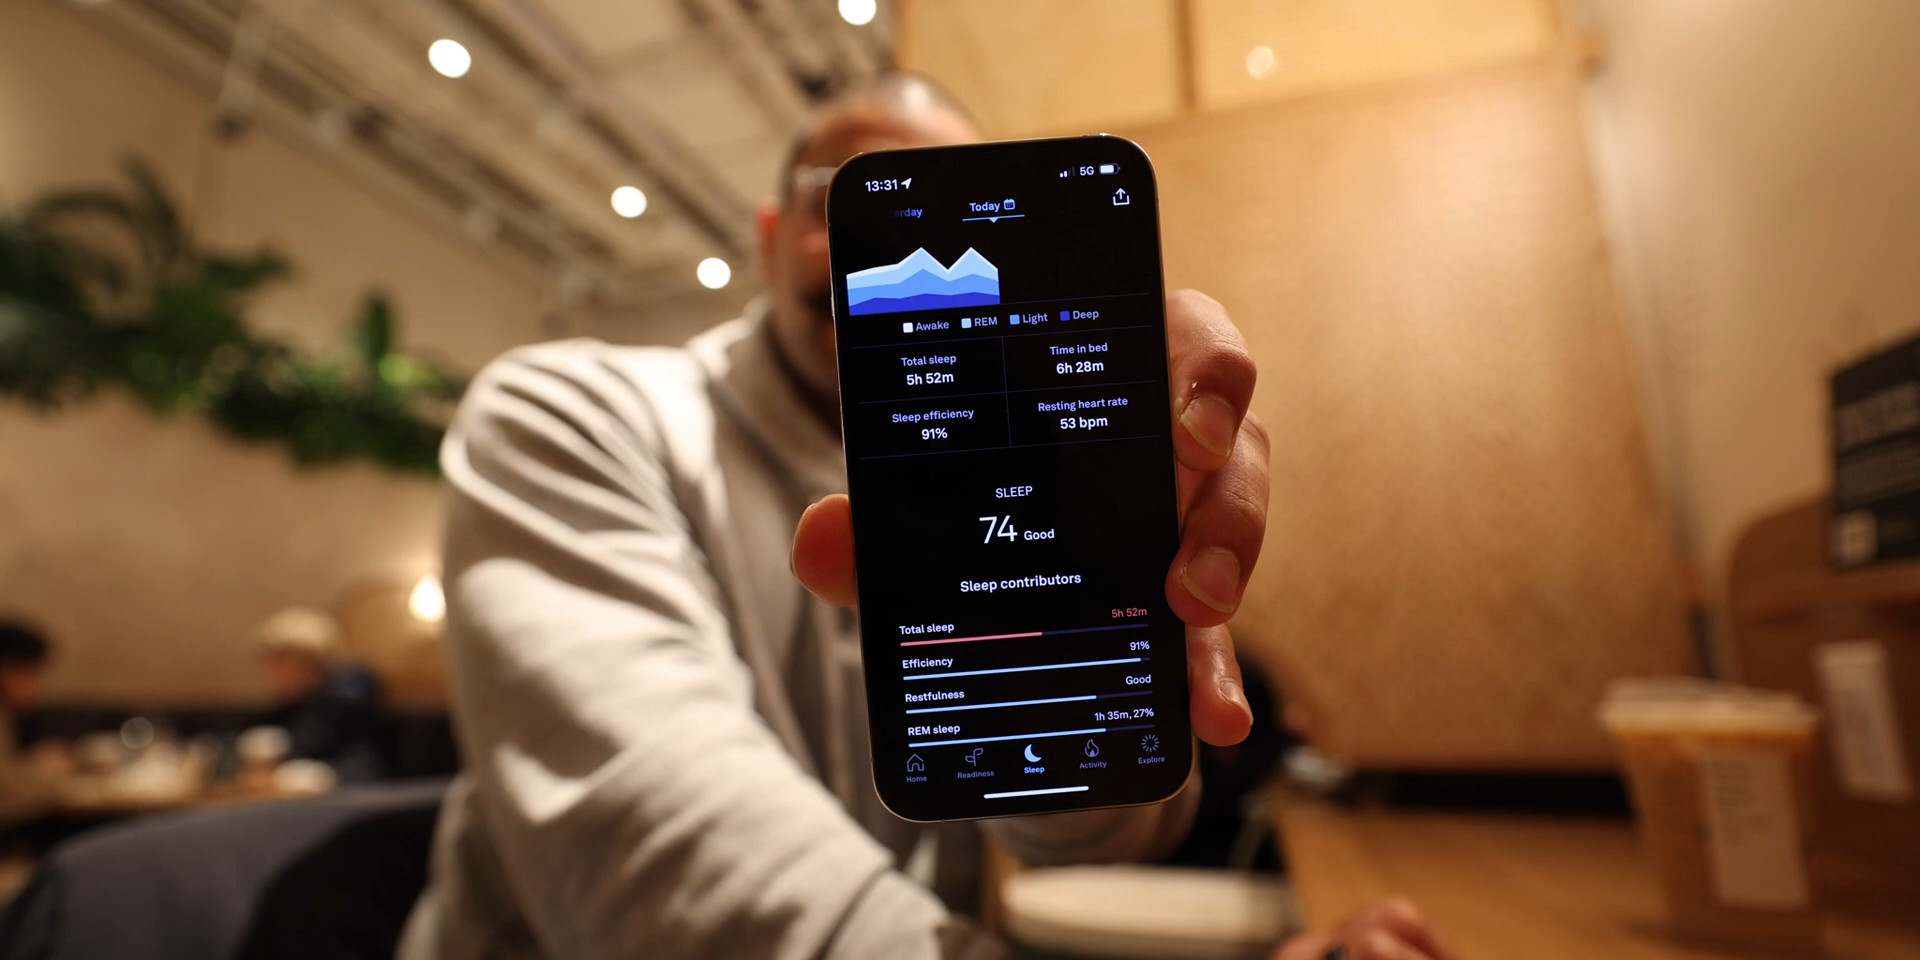 13:31 5G
erday Today
Awake REM Light Deep
Total sleep Time in bed
5h 52m 6h 28m
Sleep efficiency Resting heart rate
91% 53 bpm
SLEEP
74 Good
Sleep contributors
Total sleep 5h 52m
Efficiency 91%
Restfulness Good
REM sleep 1h 35m, 27%
Home Readiness Sleep Activity Explore